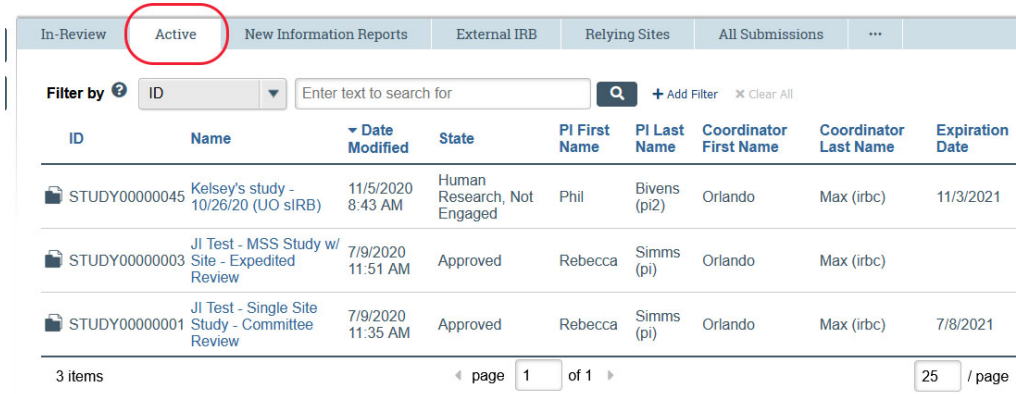 In-Review Active New Information Reports External IRB Relying Sites All Submissions ...
Filter by ? ID Enter text to search for + Add Filter × Clear All
ID Name Date Modified State PI First Name PI Last Name Coordinator First Name Coordinator Last Name Expiration Date
STUDY00000045 Kelsey's study - 10/26/20 (UO sIRB) 11/5/2020 8:43 AM Human Research, Not Engaged Phil Bivens (pi2) Orlando Max (irbc) 11/3/2021
STUDY00000003 JI Test - MSS Study w/ Site - Expedited Review 7/9/2020 11:51 AM Approved Rebecca Simms (pi) Orlando Max (irbc)
STUDY00000001 JI Test - Single Site Study - Committee Review 7/9/2020 11:35 AM Approved Rebecca Simms (pi) Orlando Max (irbc) 7/8/2021
3 items page 1 of 1 25 / page